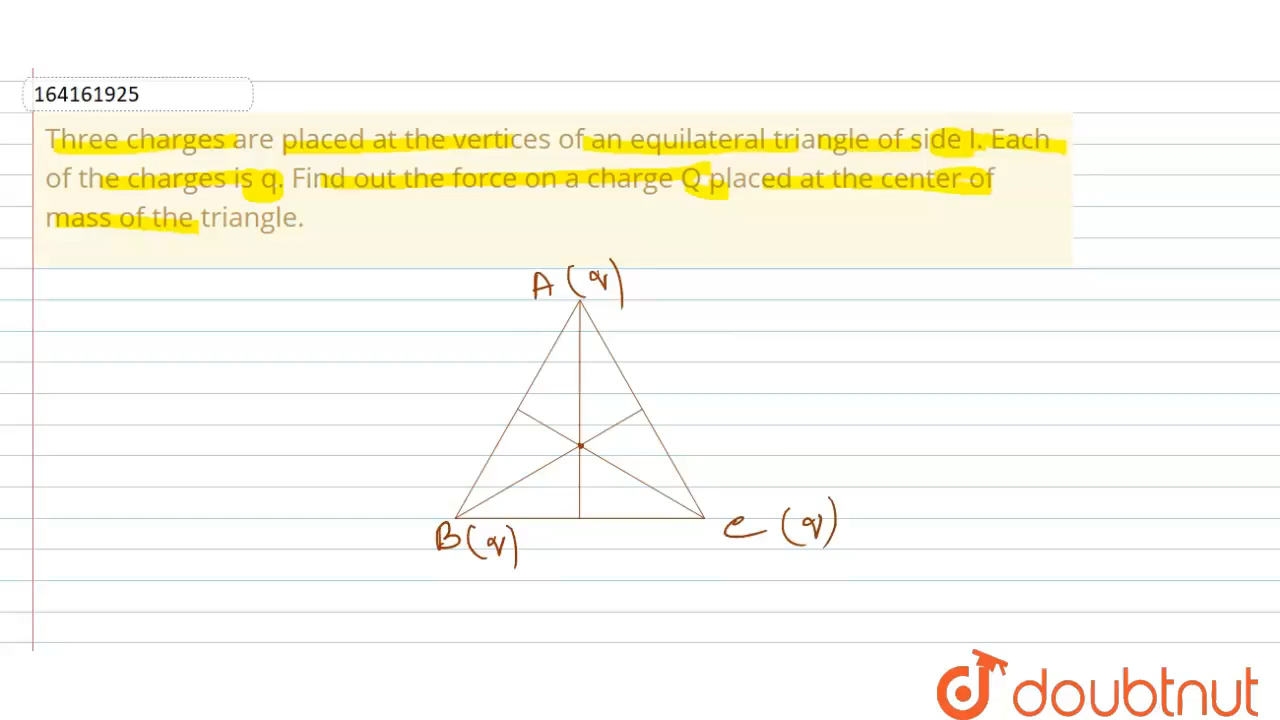 164161925
Three charges are placed at the vertices of an equilateral triangle of side l. Each
of the charges is q. Find out the force on a charge Q placed at the center of
mass of the triangle.
A (q)
B (q)
C (q)
doubtnut